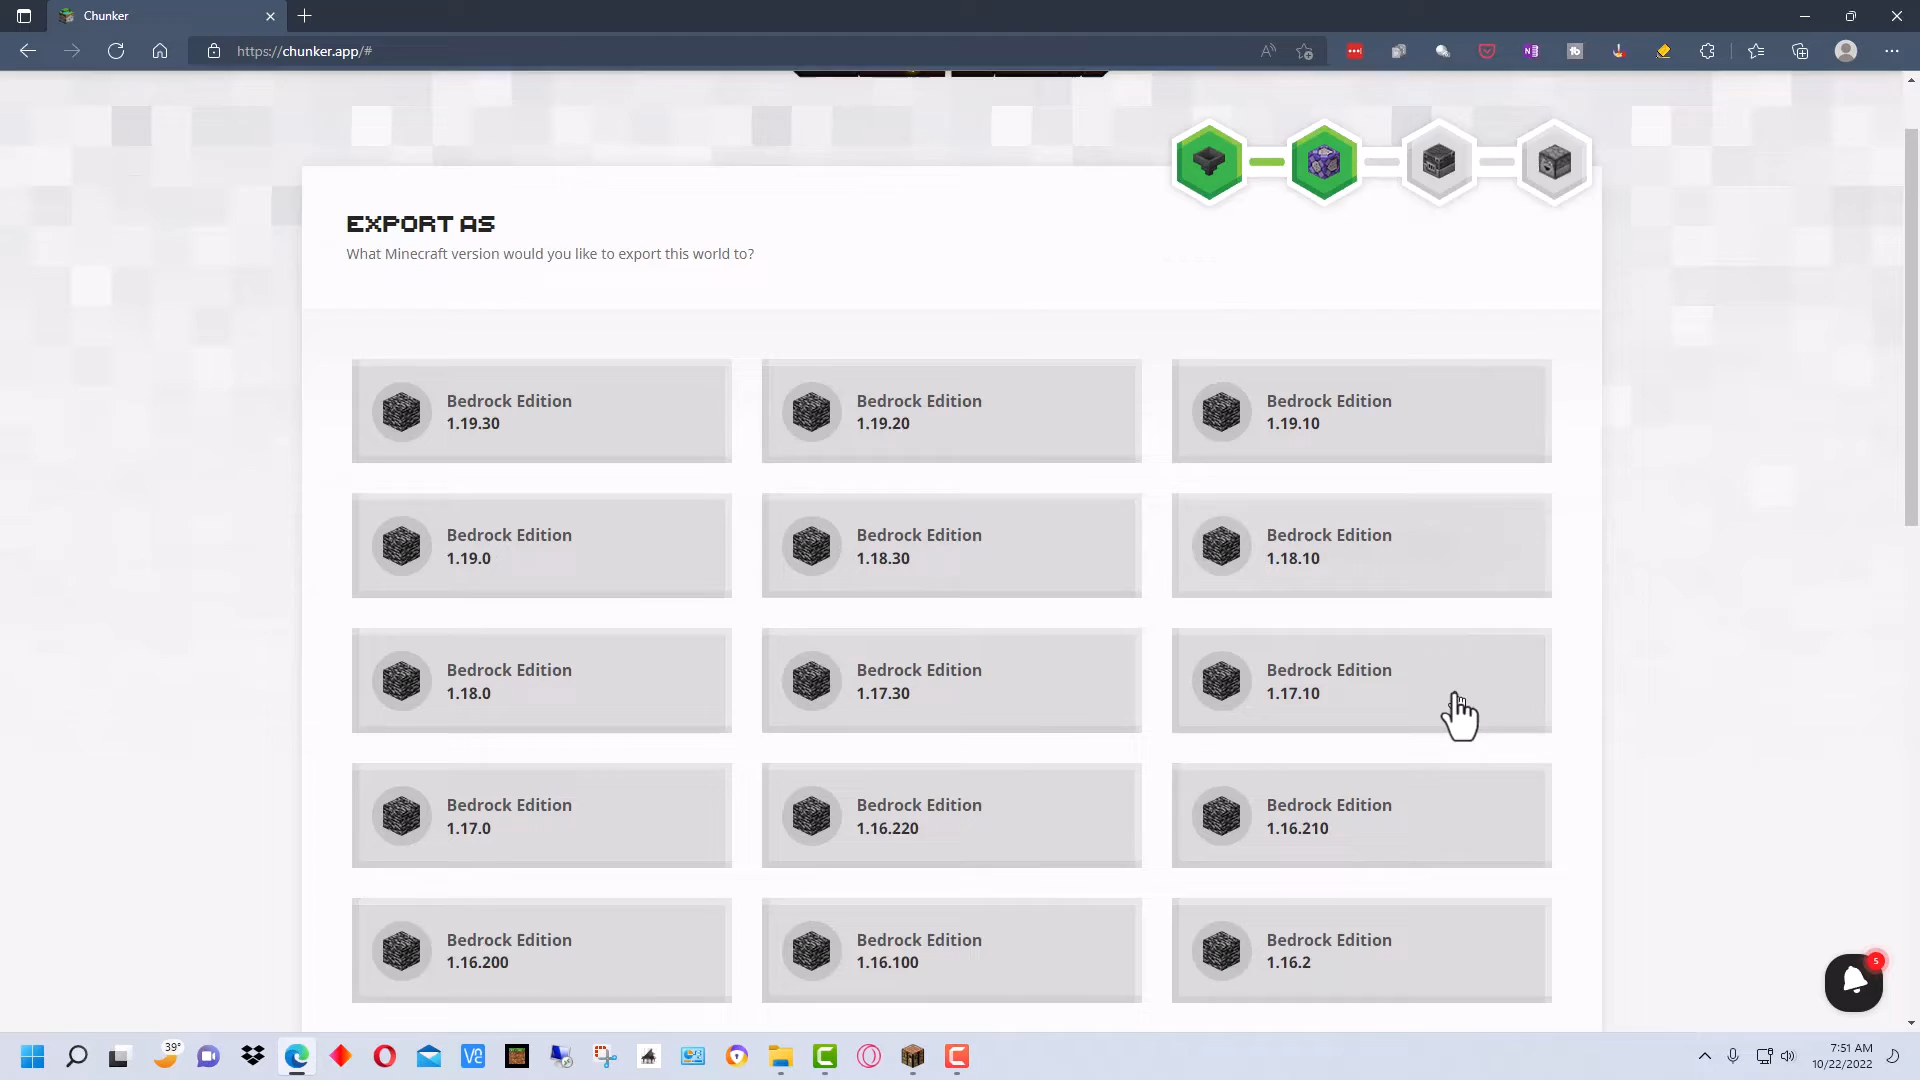 Chunker
https://chunker.app/#
EXPORT AS
What Minecraft version would you like to export this world to?
Bedrock Edition
1.19.30
Bedrock Edition
1.19.20
Bedrock Edition
1.19.10
Bedrock Edition
1.19.0
Bedrock Edition
1.18.30
Bedrock Edition
1.18.10
Bedrock Edition
1.18.0
Bedrock Edition
1.17.30
Bedrock Edition
1.17.10
Bedrock Edition
1.17.0
Bedrock Edition
1.16.220
Bedrock Edition
1.16.210
Bedrock Edition
1.16.200
Bedrock Edition
1.16.100
Bedrock Edition
1.16.2
5
39°
7:51 AM
10/22/2022